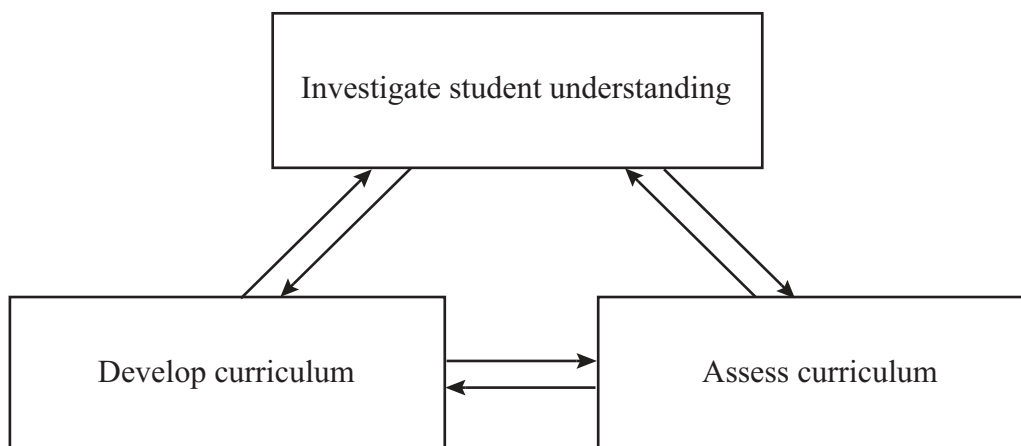 Investigate student understanding
Develop curriculum
Assess curriculum